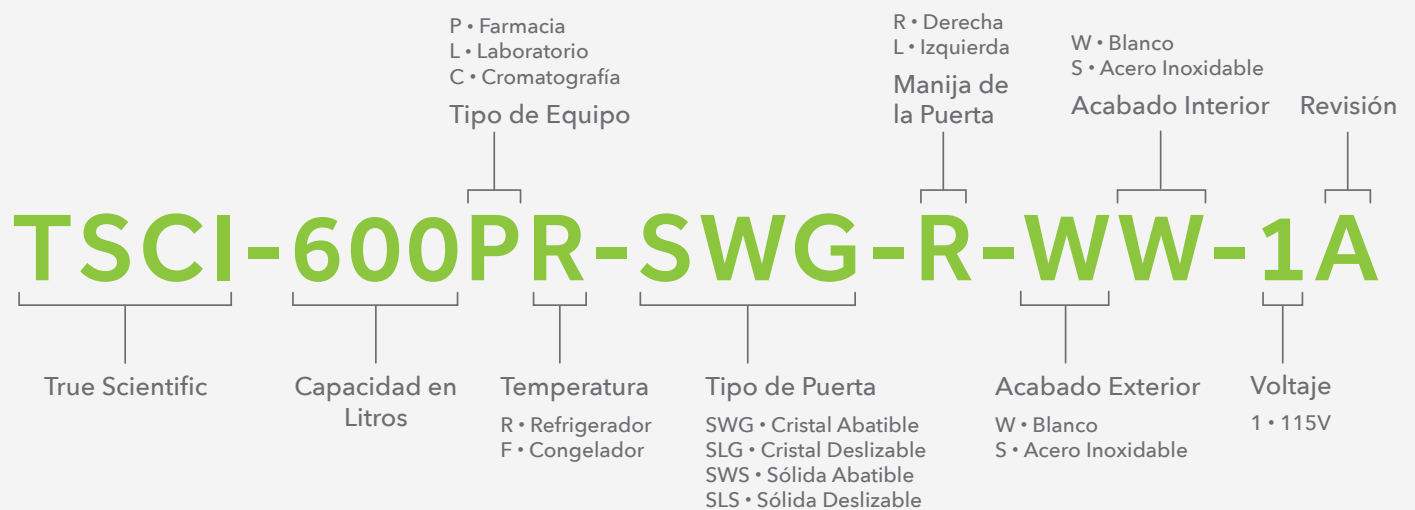 P • Farmacia
L • Laboratorio
C • Cromatografía
Tipo de Equipo
R • Derecha
L • Izquierda
Manija de
la Puerta
W • Blanco
S • Acero Inoxidable
Acabado Interior
Revisión
TSCI-600PR-SWG-R-WW-1A
True Scientific
Capacidad en
Litros
Temperatura
R • Refrigerador
F • Congelador
Tipo de Puerta
SWG • Cristal Abatible
SLG • Cristal Deslizable
SWS • Sólida Abatible
SLS • Sólida Deslizable
Acabado Exterior
W • Blanco
S • Acero Inoxidable
Voltaje
1 • 115V